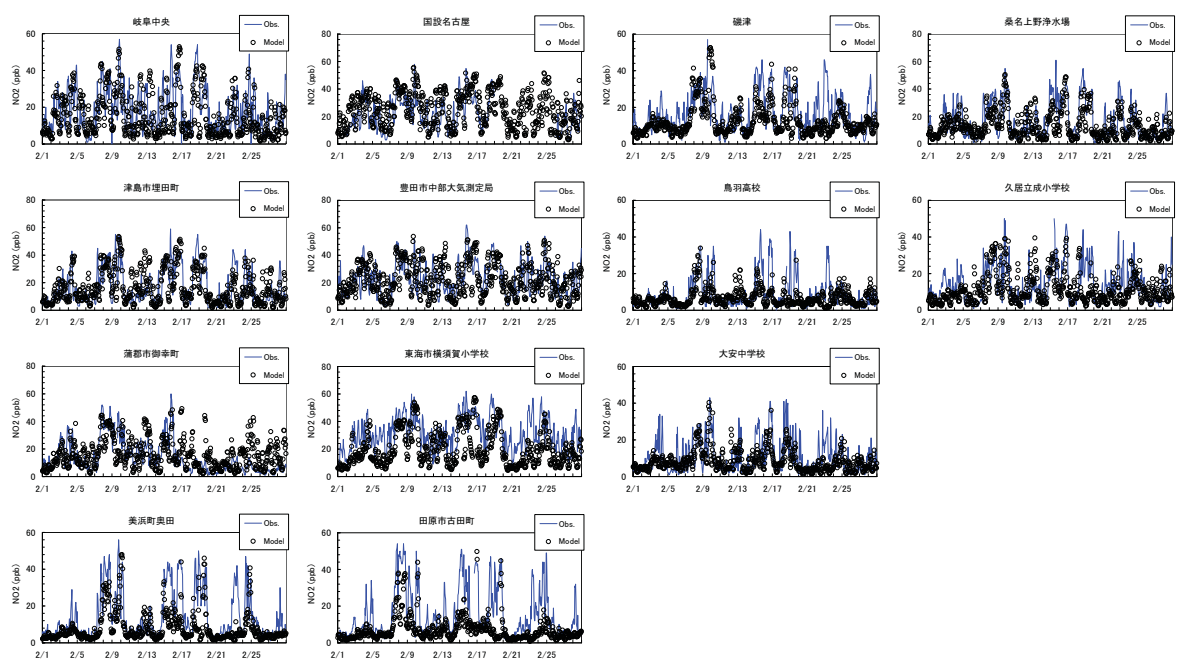 岐阜中央
Obs.
Model
NO2 (ppb)
60
40
20
0
2/1 2/5 2/9 2/13 2/17 2/21 2/25
国設名古屋
Obs.
Model
NO2 (ppb)
80
60
40
20
0
2/1 2/5 2/9 2/13 2/17 2/21 2/25
磯津
Obs.
Model
NO2 (ppb)
60
40
20
0
2/1 2/5 2/9 2/13 2/17 2/21 2/25
桑名上野浄水場
Obs.
Model
NO2 (ppb)
80
60
40
20
0
2/1 2/5 2/9 2/13 2/17 2/21 2/25
津島市埋田町
Obs.
Model
NO2 (ppb)
80
60
40
20
0
2/1 2/5 2/9 2/13 2/17 2/21 2/25
豊田市中部大気測定局
Obs.
Model
NO2 (ppb)
80
60
40
20
0
2/1 2/5 2/9 2/13 2/17 2/21 2/25
鳥羽高校
Obs.
Model
NO2 (ppb)
60
40
20
0
2/1 2/5 2/9 2/13 2/17 2/21 2/25
久居立成小学校
Obs.
Model
NO2 (ppb)
60
40
20
0
2/1 2/5 2/9 2/13 2/17 2/21 2/25
蒲郡市御幸町
Obs.
Model
NO2 (ppb)
80
60
40
20
0
2/1 2/5 2/9 2/13 2/17 2/21 2/25
東海市横須賀小学校
Obs.
Model
NO2 (ppb)
80
60
40
20
0
2/1 2/5 2/9 2/13 2/17 2/21 2/25
大安中学校
Obs.
Model
NO2 (ppb)
60
40
20
0
2/1 2/5 2/9 2/13 2/17 2/21 2/25
美浜町奥田
Obs.
Model
NO2 (ppb)
60
40
20
0
2/1 2/5 2/9 2/13 2/17 2/21 2/25
田原市古田町
Obs.
Model
NO2 (ppb)
60
40
20
0
2/1 2/5 2/9 2/13 2/17 2/21 2/25